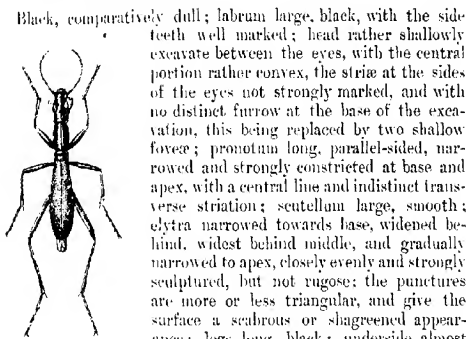 Black, comparatively dull; labrum large, black, with the side
teeth well marked; head rather shallowly
excavate between the eyes, with the central
portion rather convex, the striæ at the sides
of the eyes not strongly marked, and with
no distinct furrow at the base of the exca-
vation, this being replaced by two shallow
foveæ; pronotum long, parallel-sided, nar-
rowed and strongly constricted at base and
apex, with a central line and indistinct trans-
verse striation; scutellum large, smooth;
elytra narrowed towards base, widened be-
hind, widest behind middle, and gradually
narrowed to apex, closely evenly and strongly
sculptured, but not rugose; the punctures
are more or less triangular, and give the
surface a scabrous or shagreened appear-
ance; legs long, black; underside almost